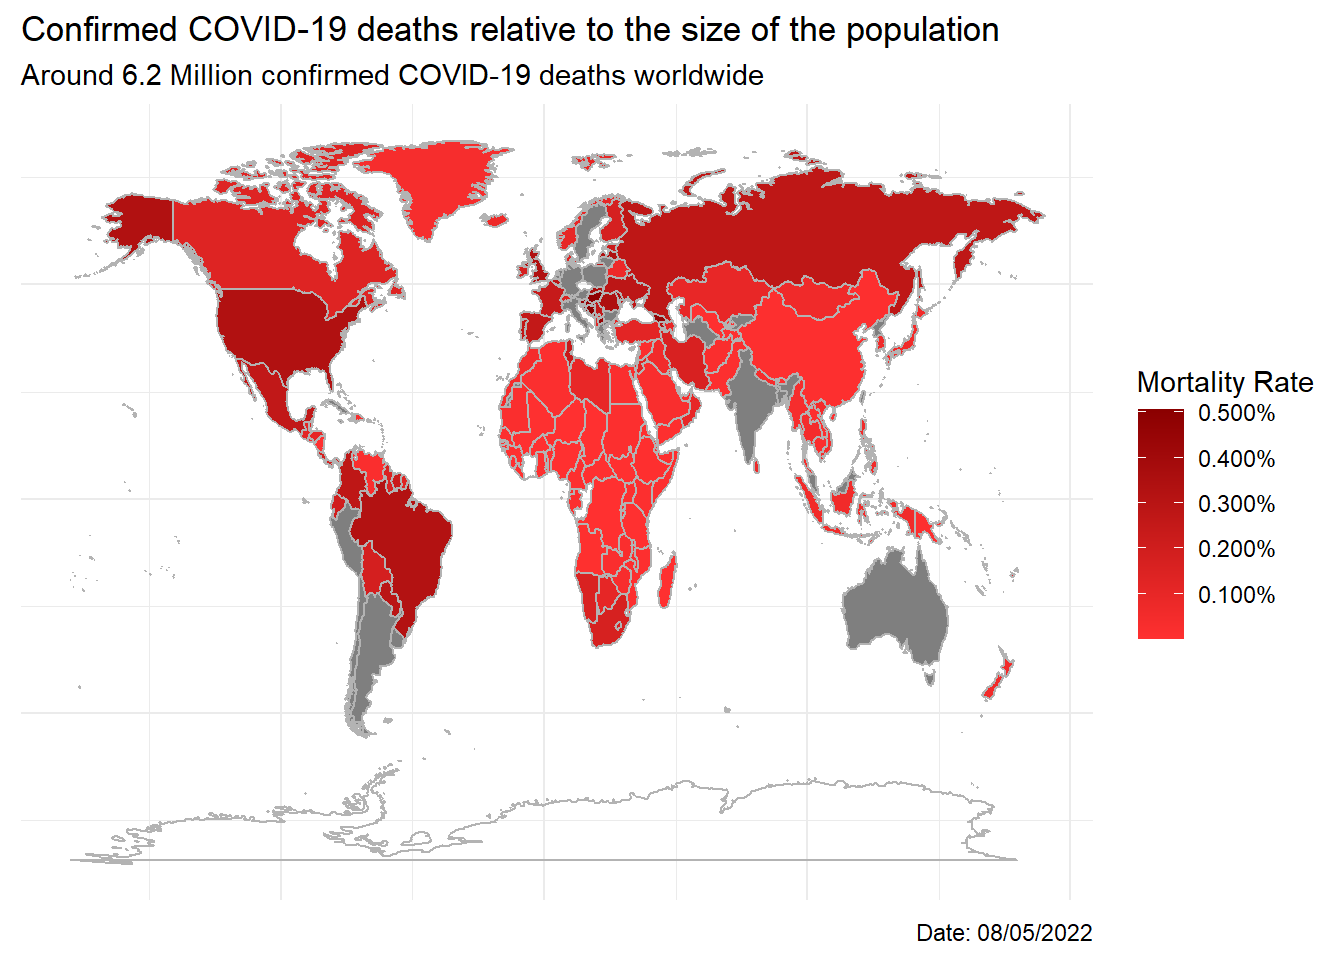 Confirmed COVID-19 deaths relative to the size of the population
Around 6.2 Million confirmed COVID-19 deaths worldwide
Mortality Rate
0.500%
0.400%
0.300%
0.200%
0.100%
Date: 08/05/2022